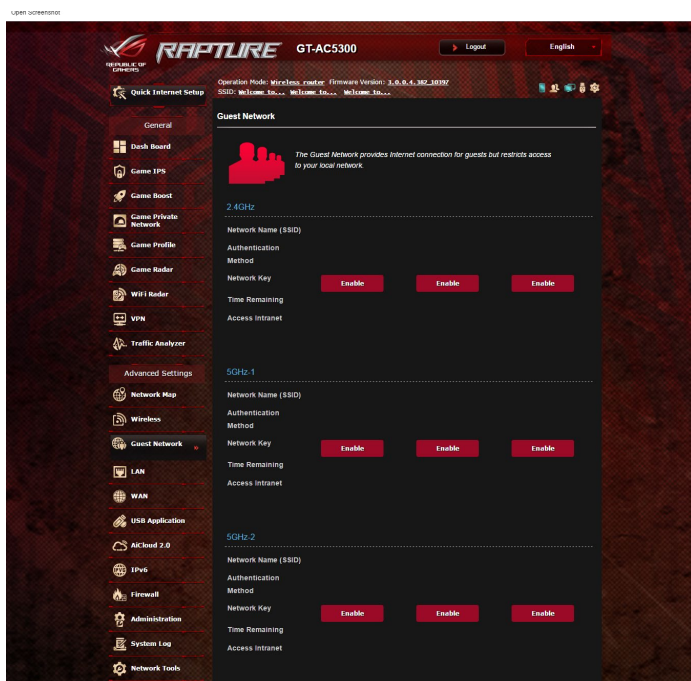 Open Screenshot
REPUBLIC OF
GAMERS
RAPTURE
GT-AC5300
Logout
English
Quick Internet Setup
Operation Mode: Wireless router Firmware Version: 3.0.0.4.382_10397
SSID: Welcome to... Welcome to... Welcome to...
General
Dash Board
Game IPS
Game Boost
Game Private
Network
Game Profile
Game Radar
WiFi Radar
VPN
Traffic Analyzer
Advanced Settings
Network Map
Wireless
Guest Network
LAN
WAN
USB Application
AiCloud 2.0
IPv6
Firewall
Administration
System Log
Network Tools
Guest Network
The Guest Network provides Internet connection for guests but restricts access
to your local network.
2.4GHz
Network Name (SSID)
Authentication
Method
Network Key
Enable Enable Enable
Time Remaining
Access Intranet
5GHz-1
Network Name (SSID)
Authentication
Method
Network Key
Enable Enable Enable
Time Remaining
Access Intranet
5GHz-2
Network Name (SSID)
Authentication
Method
Network Key
Enable Enable Enable
Time Remaining
Access Intranet